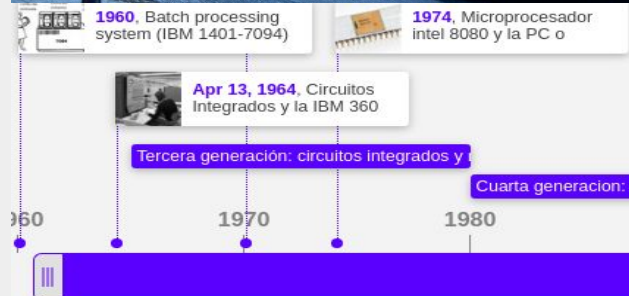 1960, Batch processing
system (IBM 1401-7094)
1974, Microprocesador
intel 8080 y la PC o
Apr 13, 1964, Circuitos
Integrados y la IBM 360
Tercera generación: circuitos integrados y
Cuarta generacion:
960
1970
1980